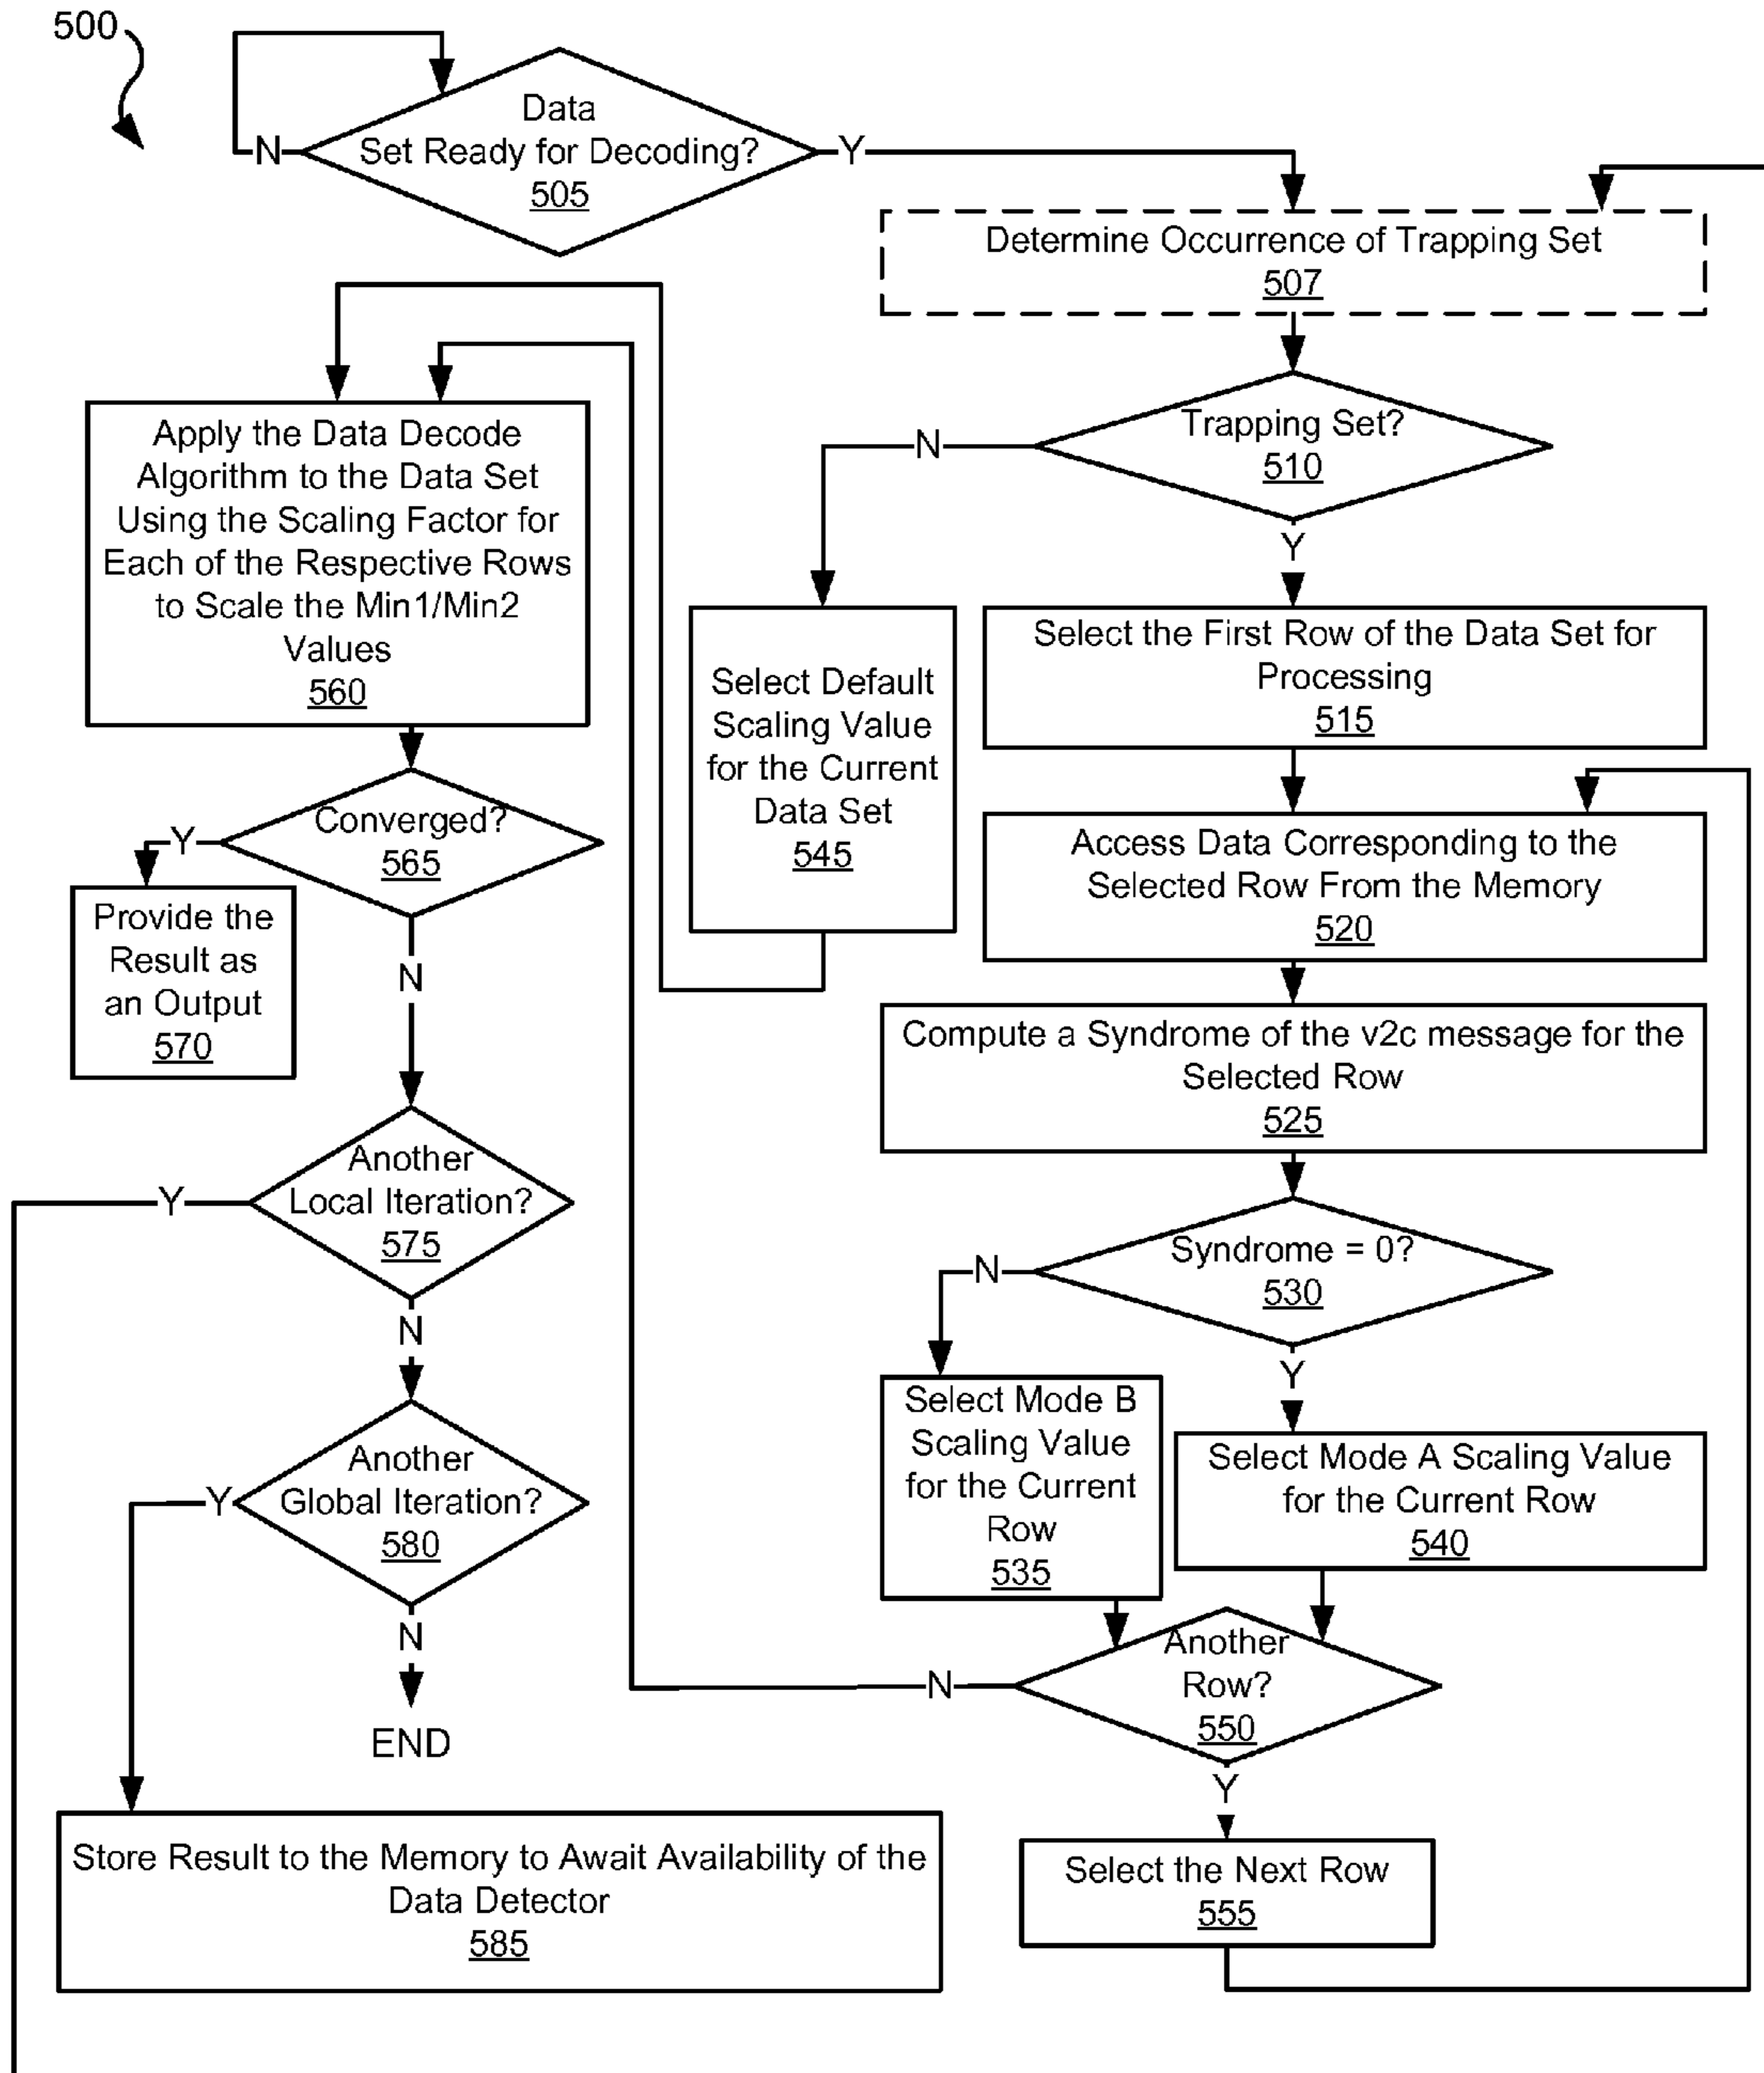 500
Data
Set Ready for Decoding?
505
N
Y
Determine Occurrence of Trapping Set
507
Trapping Set?
510
N
Y
Select the First Row of the Data Set for
Processing
515
Access Data Corresponding to the
Selected Row From the Memory
520
Compute a Syndrome of the v2c message for the
Selected Row
525
Syndrome = 0?
530
N
Y
Select Mode B
Scaling Value
for the Current
Row
535
Select Mode A Scaling Value
for the Current Row
540
Another
Row?
550
N
Y
Select the Next Row
555
Select Default
Scaling Value
for the Current
Data Set
545
Apply the Data Decode
Algorithm to the Data Set
Using the Scaling Factor for
Each of the Respective Rows
to Scale the Min1/Min2
Values
560
Converged?
565
Y
N
Provide the
Result as
an Output
570
Another
Local Iteration?
575
Y
N
Another
Global Iteration?
580
Y
N
END
Store Result to the Memory to Await Availability of the
Data Detector
585